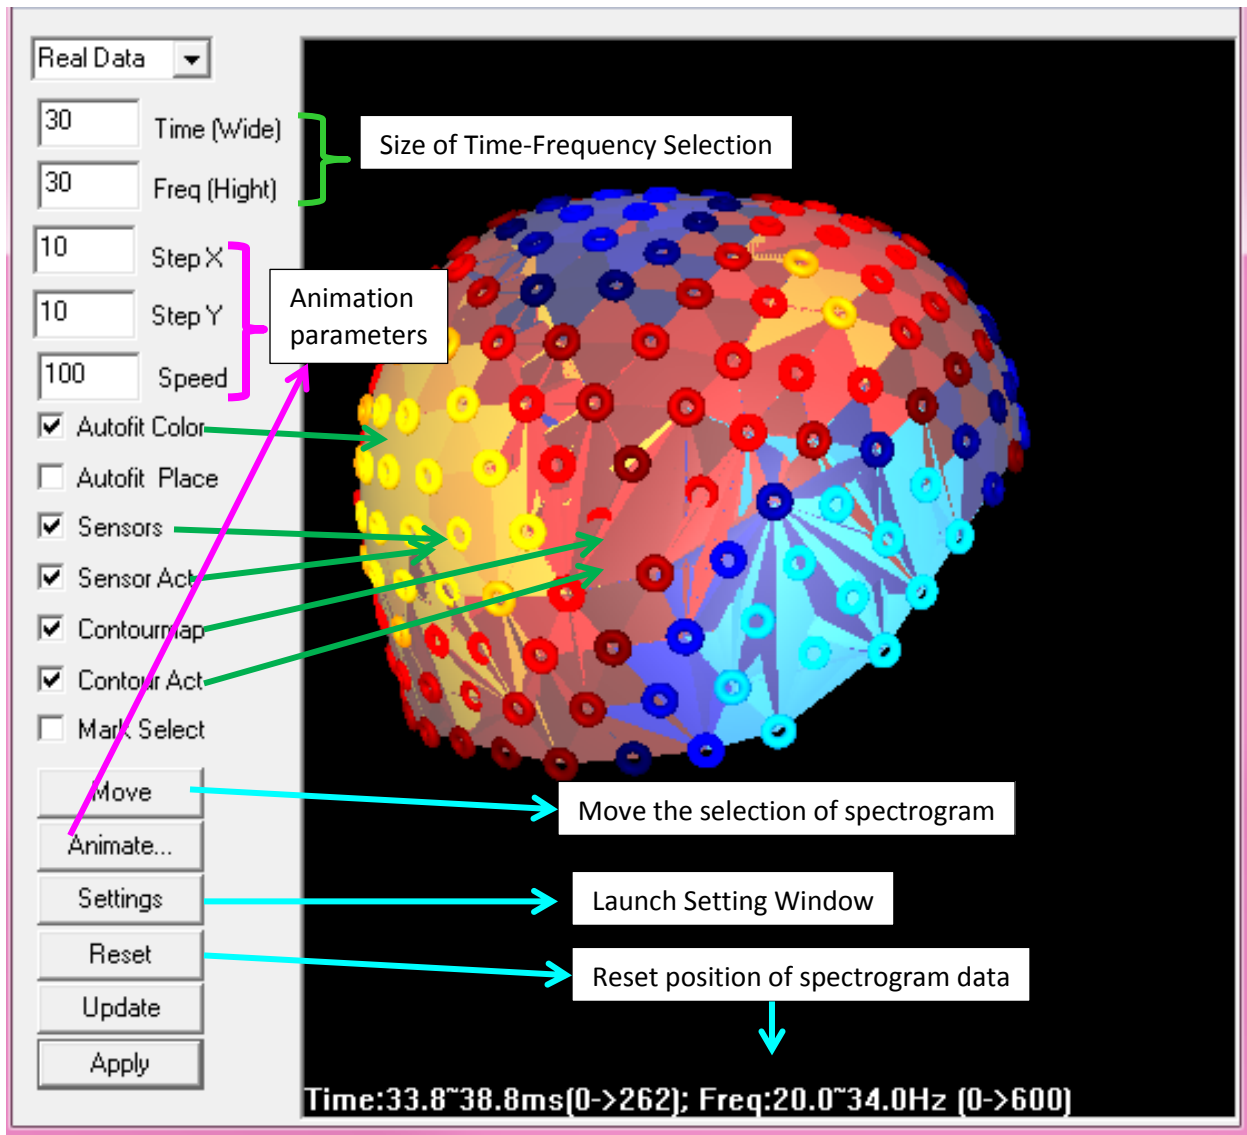 Real Data
30 Time (Wide)
Size of Time-Frequency Selection
30 Freq (Hight)
10 Step X
Animation
parameters
10 Step Y
100 Speed
Autofit Color
Autofit Place
Sensors
Sensor Act
Contourmap
Contour Act
Mark Select
Move
Move the selection of spectrogram
Animate...
Settings
Launch Setting Window
Reset
Reset position of spectrogram data
Update
Apply
Time:33.8~38.8ms(0->262); Freq:20.0~34.0Hz (0->600)